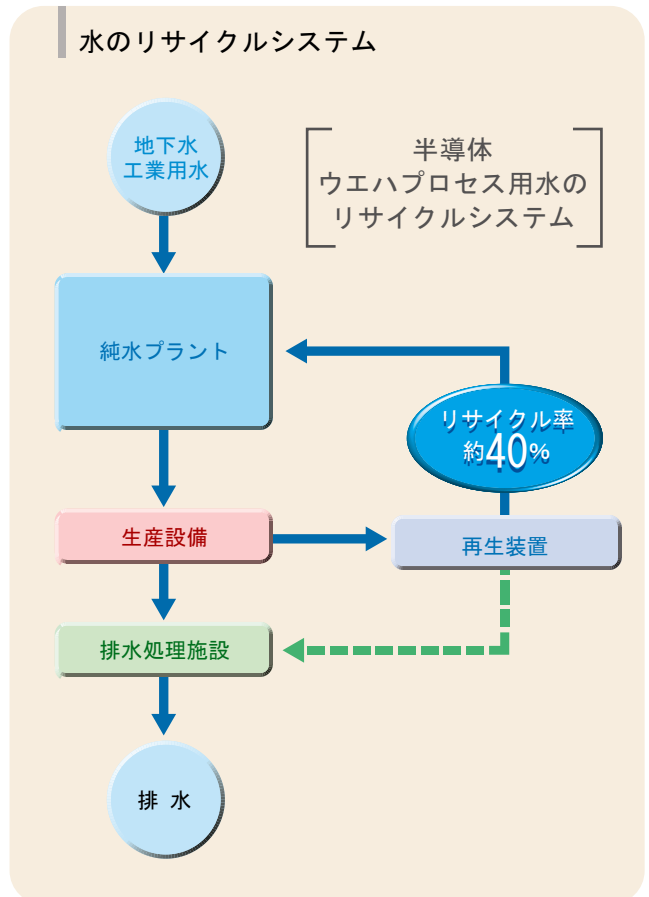 水のリサイクルシステム
地下水
工業用水
半導体
ウエハプロセス用水の
リサイクルシステム
純水プラント
リサイクル率
約40%
生産設備
再生装置
排水処理施設
排 水